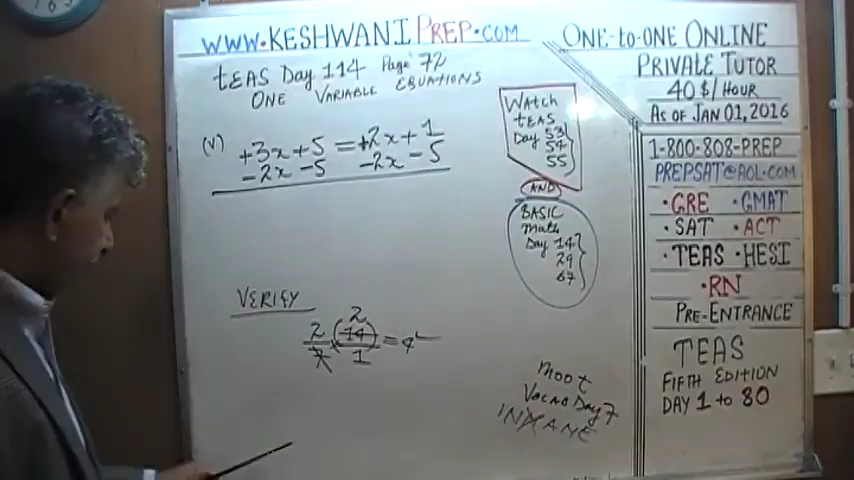 WWW.KESHWANIPREP.COM
tEAS Day 114 Page 72
ONE VARIABLE EQUATIONS
(V) +3x+5=+2x+1
-2x-5 -2x-5
VERIFY
2 2
(14) = 4
7 1
WATCH
tEAS
Day 53
54
55
AND
BASIC
Math
Day 14
29
67
moot
VOCAB Day 7
INANE
ONE-to-ONE ONLINE
PRIVATE TUTOR
40 $/HOUR
AS OF JAN 01, 2016
1-800-808-PREP
PREPSAT@AOL.COM
•GRE •GMAT
•SAT •ACT
•TEAS •HESI
•RN
PRE-ENTRANCE
TEAS
FIFTH EDITION
DAY 1 to 80